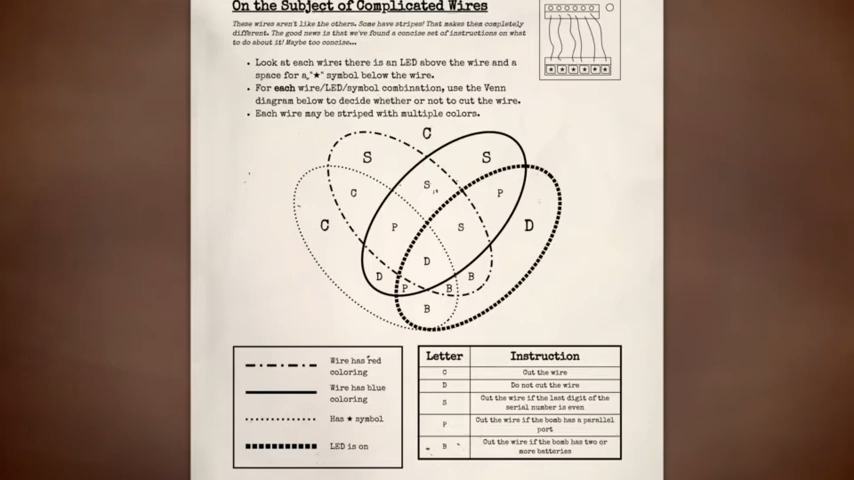 On the Subject of Complicated Wires
These wires aren't like the others. Some have stripes! That makes them completely
different. The good news is that we've found a concise set of instructions on what
to do about it! Maybe too concise...
• Look at each wire: there is an LED above the wire and a
space for a "★" symbol below the wire.
• For each wire/LED/symbol combination, use the Venn
diagram below to decide whether or not to cut the wire.
• Each wire may be striped with multiple colors.
C
S S
S
C P
C P S D
D
D B
P B
B
Wire has red
coloring
Wire has blue
coloring
Has ★ symbol
LED is on
Letter Instruction
C Cut the wire
D Do not cut the wire
S Cut the wire if the last digit of the
serial number is even
P Cut the wire if the bomb has a parallel
port
B Cut the wire if the bomb has two or
more batteries